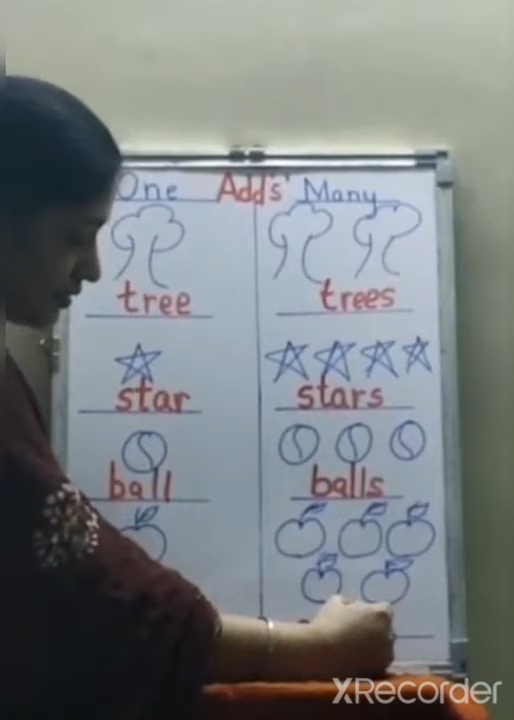 One Add 's' Many
tree trees
star stars
ball balls
XRecorder